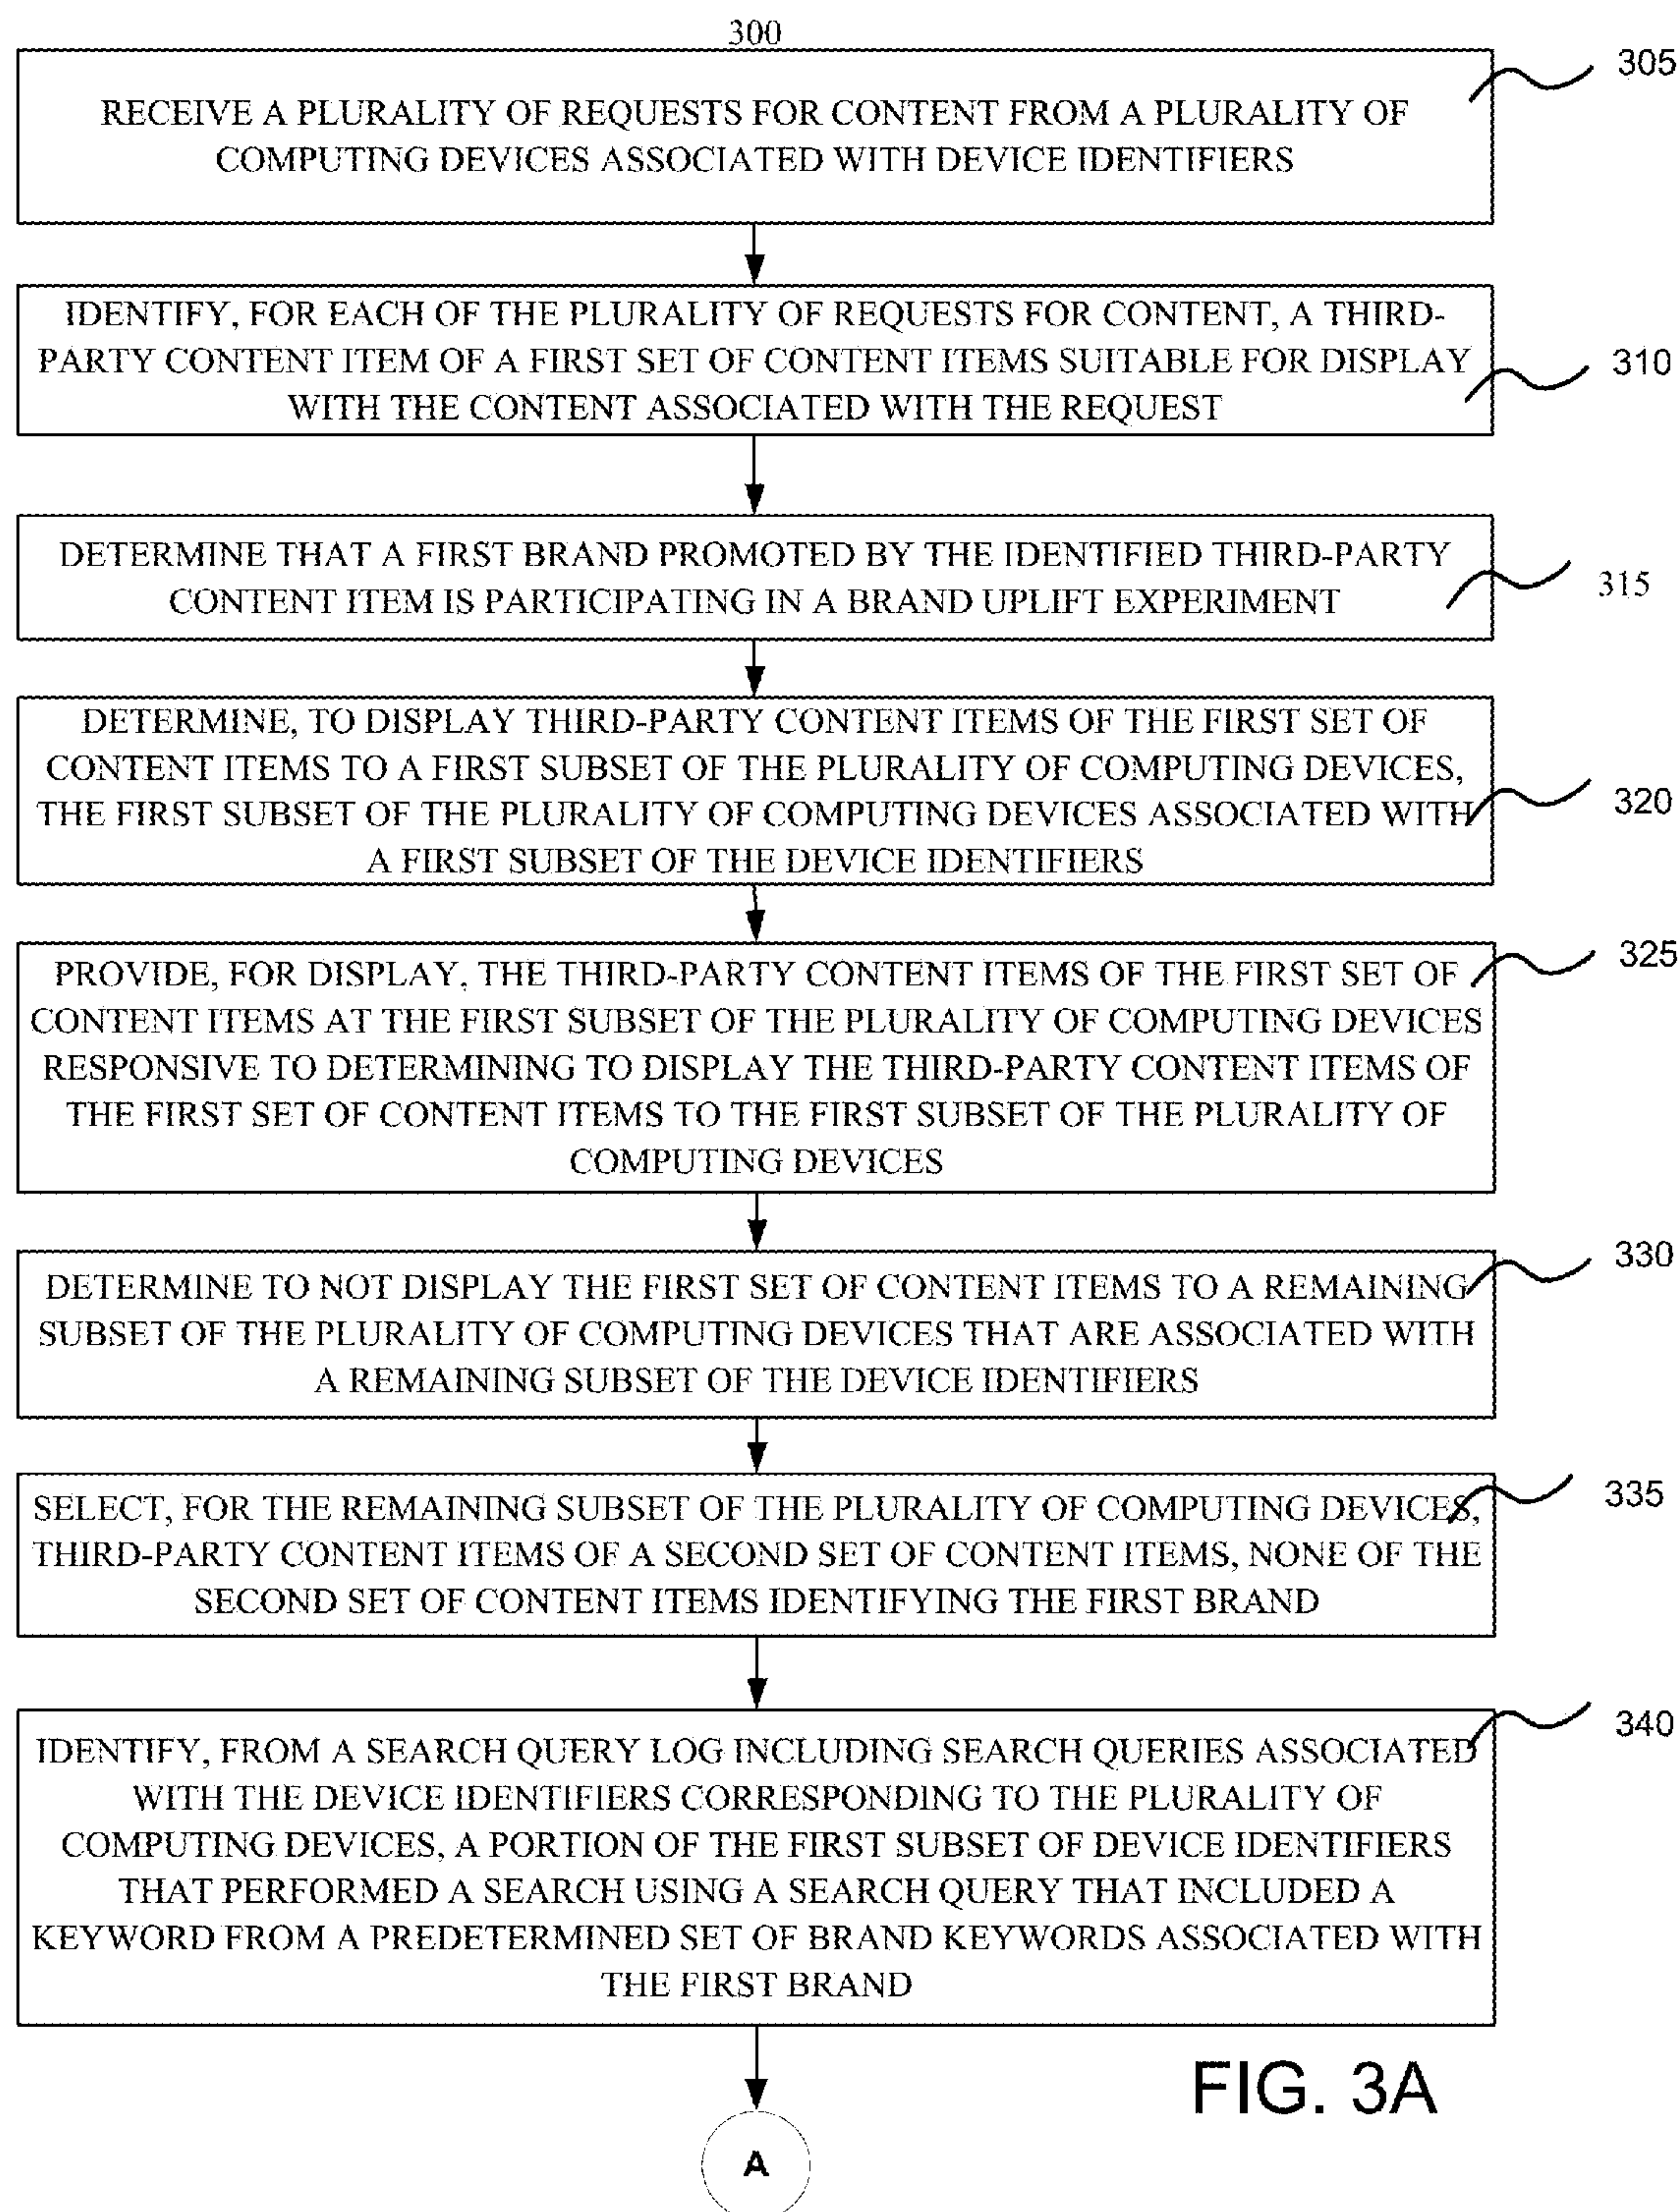 300
305
RECEIVE A PLURALITY OF REQUESTS FOR CONTENT FROM A PLURALITY OF
COMPUTING DEVICES ASSOCIATED WITH DEVICE IDENTIFIERS
IDENTIFY, FOR EACH OF THE PLURALITY OF REQUESTS FOR CONTENT, A THIRD-
PARTY CONTENT ITEM OF A FIRST SET OF CONTENT ITEMS SUITABLE FOR DISPLAY
WITH THE CONTENT ASSOCIATED WITH THE REQUEST
310
DETERMINE THAT A FIRST BRAND PROMOTED BY THE IDENTIFIED THIRD-PARTY
CONTENT ITEM IS PARTICIPATING IN A BRAND UPLIFT EXPERIMENT
315
DETERMINE, TO DISPLAY THIRD-PARTY CONTENT ITEMS OF THE FIRST SET OF
CONTENT ITEMS TO A FIRST SUBSET OF THE PLURALITY OF COMPUTING DEVICES,
THE FIRST SUBSET OF THE PLURALITY OF COMPUTING DEVICES ASSOCIATED WITH
A FIRST SUBSET OF THE DEVICE IDENTIFIERS
320
325
PROVIDE, FOR DISPLAY, THE THIRD-PARTY CONTENT ITEMS OF THE FIRST SET OF
CONTENT ITEMS AT THE FIRST SUBSET OF THE PLURALITY OF COMPUTING DEVICES
RESPONSIVE TO DETERMINING TO DISPLAY THE THIRD-PARTY CONTENT ITEMS OF
THE FIRST SET OF CONTENT ITEMS TO THE FIRST SUBSET OF THE PLURALITY OF
COMPUTING DEVICES
330
DETERMINE TO NOT DISPLAY THE FIRST SET OF CONTENT ITEMS TO A REMAINING
SUBSET OF THE PLURALITY OF COMPUTING DEVICES THAT ARE ASSOCIATED WITH
A REMAINING SUBSET OF THE DEVICE IDENTIFIERS
335
SELECT, FOR THE REMAINING SUBSET OF THE PLURALITY OF COMPUTING DEVICES,
THIRD-PARTY CONTENT ITEMS OF A SECOND SET OF CONTENT ITEMS, NONE OF THE
SECOND SET OF CONTENT ITEMS IDENTIFYING THE FIRST BRAND
340
IDENTIFY, FROM A SEARCH QUERY LOG INCLUDING SEARCH QUERIES ASSOCIATED
WITH THE DEVICE IDENTIFIERS CORRESPONDING TO THE PLURALITY OF
COMPUTING DEVICES, A PORTION OF THE FIRST SUBSET OF DEVICE IDENTIFIERS
THAT PERFORMED A SEARCH USING A SEARCH QUERY THAT INCLUDED A
KEYWORD FROM A PREDETERMINED SET OF BRAND KEYWORDS ASSOCIATED WITH
THE FIRST BRAND
FIG. 3A
A